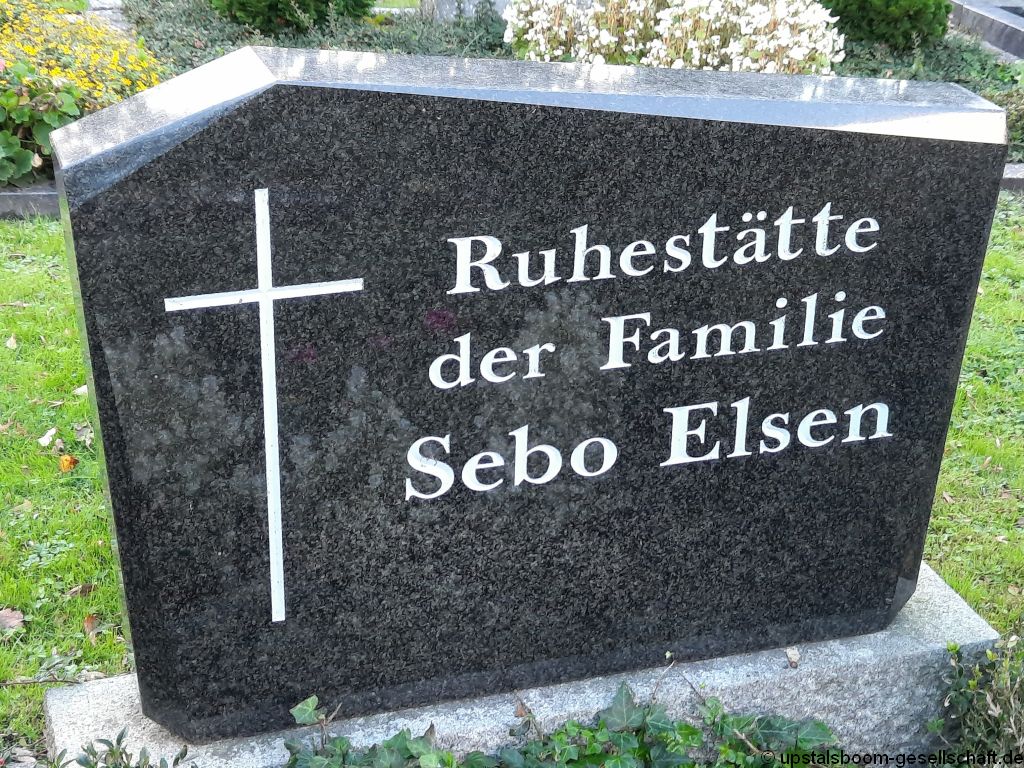 Ruhestätte
der Familie
Sebo Elsen
© upstalsboom-gesellschaft.de